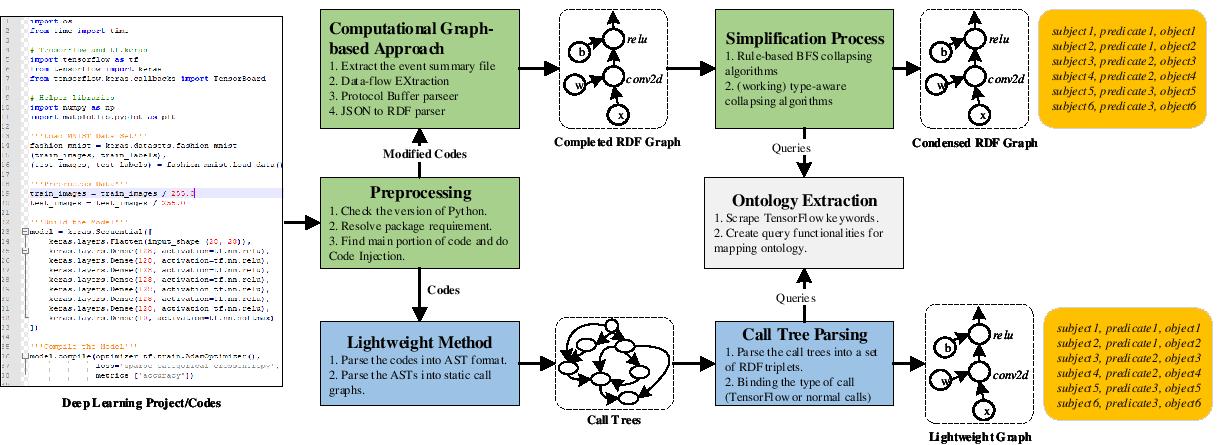 import os
from time import time
# Tensorflow and tf.keras
import tensorflow as tf
from tensorflow import keras
from tensorflow.keras.callbacks import TensorBoard
# Helper libraries
import numpy as np
import matplotlib.pyplot as plt
'''Load MNIST Data Set'''
fashion_mnist = keras.datasets.fashion_mnist
(train_images, train_labels),
(test_images, test_labels) = fashion_mnist.load_data()
train_images = train_images / 255.0
test_images = test_images / 255.0
'''Build the Model'''
model = keras.Sequential([
keras.layers.Flatten(input_shape
keras.layers.Dense(128, activation=tf.nn.relu),
keras.layers.Dense(128, activation=tf.nn.relu),
keras.layers.Dense(128, activation=tf.nn.relu),
keras.layers.Dense(128, activation=tf.nn.relu),
keras.layers.Dense(128, activation=tf.nn.relu),
keras.layers.Dense(128, activation=tf.nn.relu),
keras.layers.Dense(128, activation=tf.nn.relu),
keras.layers.Dense(10, activation=tf.nn.softmax)
])
'''Compile the Model'''
model.compile(optimizer=tf.train.AdamOptimizer(),
loss='sparse_categorical_crossentropy',
metrics=['accuracy'])
Deep Learning Project/Codes
Computational Graph-
based Approach
1. Extract the event summary file
2. Data-flow EXtraction
3. Protocol Buffer parseer
4. JSON to RDF parser
Modified Codes
Preprocessing
1. Check the version of Python.
2. Resolve package requirement.
3. Find main portion of code and do
Code Injection.
Codes
Lightweight Method
1. Parse the codes into AST format.
2. Parse the ASTs into static call
graphs.
relu
b
conv2d
w
x
Completed RDF Graph
Call Trees
Simplification Process
1. Rule-based BFS collapsing
algorithms
2. (working) type-aware
collapsing algorithms
Queries
Ontology Extraction
1. Scrape TensorFlow keywords.
2. Create query functionalities for
mapping ontology.
Queries
Call Tree Parsing
1. Parse the call trees into a set
of RDF triplets.
2. Binding the type of call
(TensorFlow or normal calls)
relu
b
conv2d
w
x
Condensed RDF Graph
subject1, predicate1, object1
subject2, predicate1, object2
subject3, predicate2, object3
subject4, predicate2, object4
subject5, predicate3, object5
subject6, predicate3, object6
relu
b
conv2d
w
x
Lightweight Graph
subject1, predicate1, object1
subject2, predicate1, object2
subject3, predicate2, object3
subject4, predicate2, object4
subject5, predicate3, object5
subject6, predicate3, object6